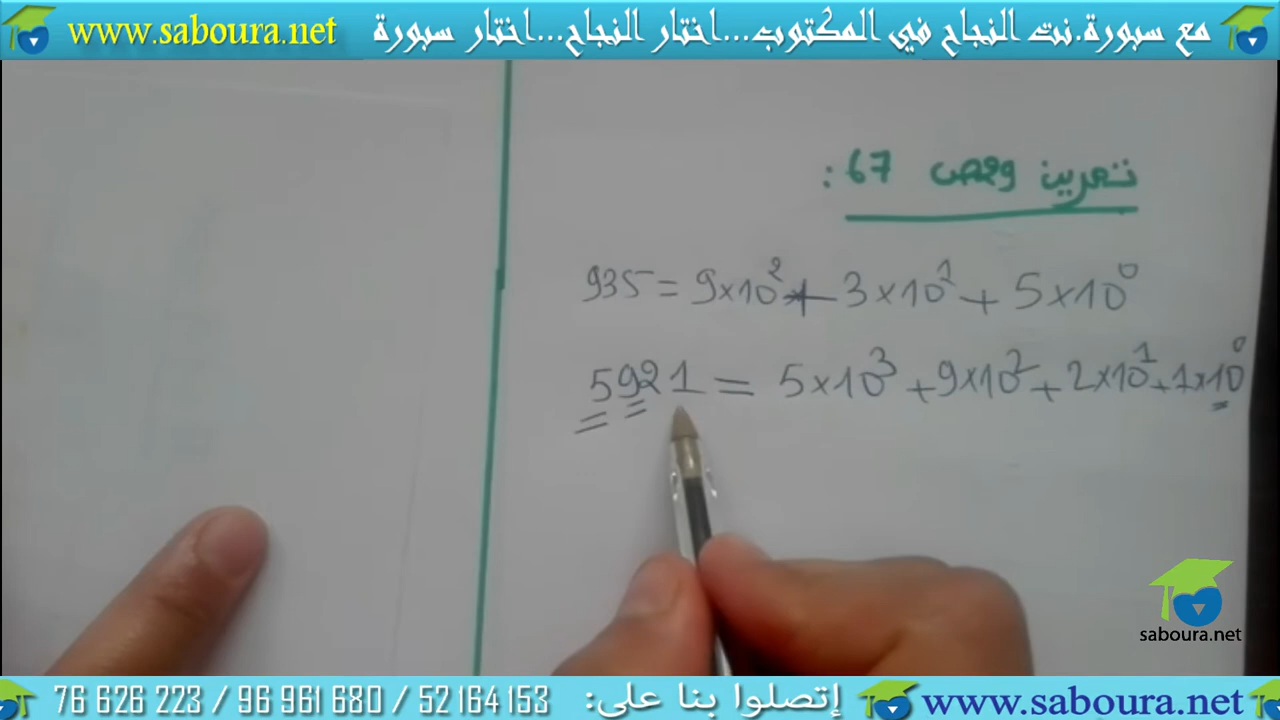 www.saboura.net مع سبورة.نت النجاح في المكتوب...اختار النجاح...اختار سبورة
تمرين ص 67 :
935 = 9×10² + 3×10¹ + 5×10⁰
5921 = 5×10³ + 9×10² + 2×10¹ + 1×10⁰
saboura.net
www.saboura.net إتصلوا بنا على: 76 626 223 / 96 961 680 / 52 164 153